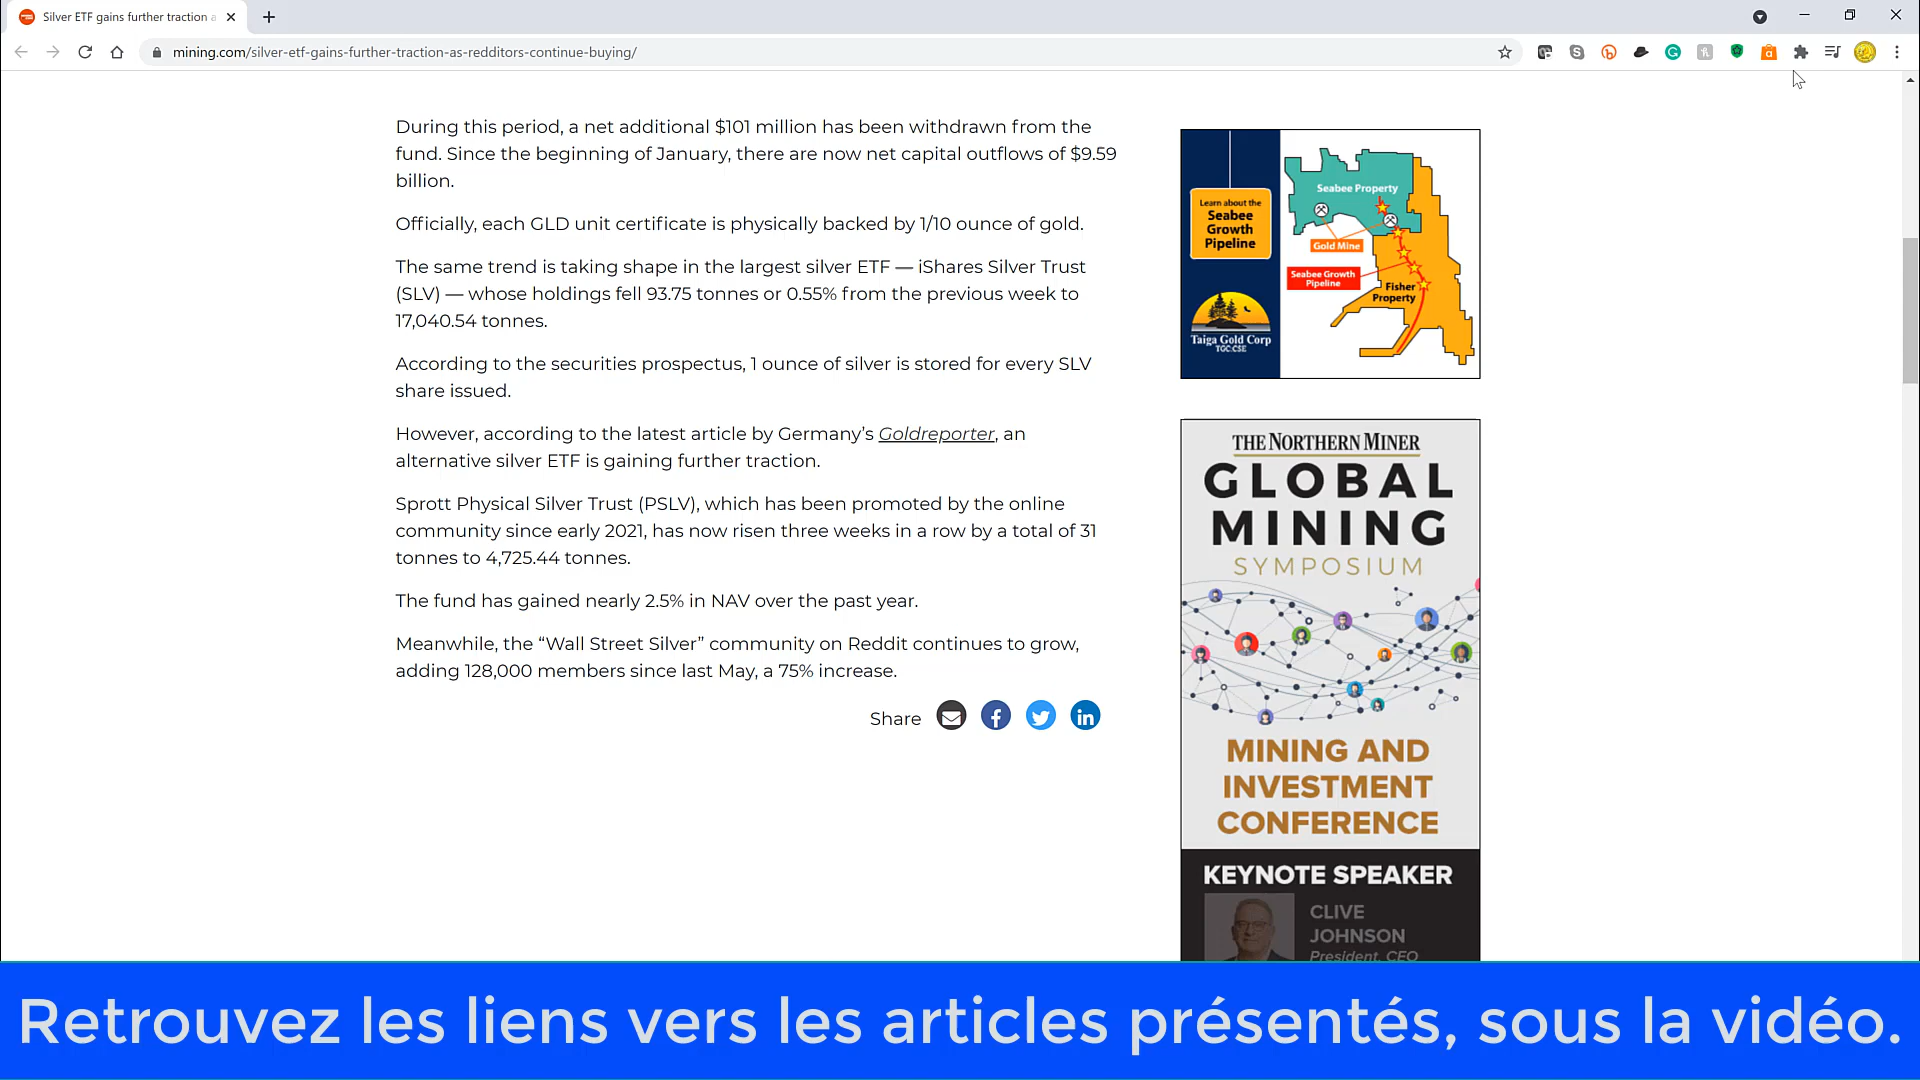 Silver ETF gains further traction a
mining.com/silver-etf-gains-further-traction-as-redditors-continue-buying/
During this period, a net additional $101 million has been withdrawn from the
fund. Since the beginning of January, there are now net capital outflows of $9.59
billion.
Officially, each GLD unit certificate is physically backed by 1/10 ounce of gold.
The same trend is taking shape in the largest silver ETF — iShares Silver Trust
(SLV) — whose holdings fell 93.75 tonnes or 0.55% from the previous week to
17,040.54 tonnes.
According to the securities prospectus, 1 ounce of silver is stored for every SLV
share issued.
However, according to the latest article by Germany’s Goldreporter, an
alternative silver ETF is gaining further traction.
Sprott Physical Silver Trust (PSLV), which has been promoted by the online
community since early 2021, has now risen three weeks in a row by a total of 31
tonnes to 4,725.44 tonnes.
The fund has gained nearly 2.5% in NAV over the past year.
Meanwhile, the “Wall Street Silver” community on Reddit continues to grow,
adding 128,000 members since last May, a 75% increase.
Share
Learn about the
Seabee
Growth
Pipeline
Taiga Gold Corp
TGC:CSE
Seabee Property
Gold Mine
Seabee Growth
Pipeline
Fisher
Property
THE NORTHERN MINER
GLOBAL
MINING
SYMPOSIUM
MINING AND
INVESTMENT
CONFERENCE
KEYNOTE SPEAKER
CLIVE
JOHNSON
President, CEO
Retrouvez les liens vers les articles présentés, sous la vidéo.